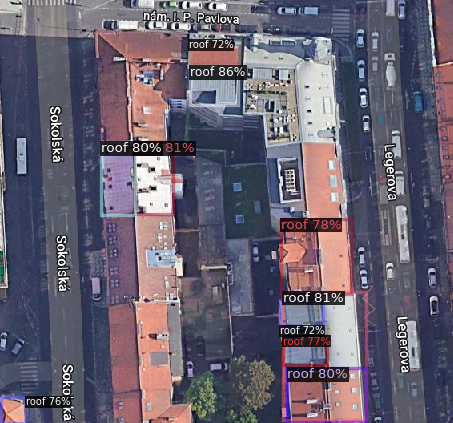 nám. I. P. Pavlova
roof 72%
roof 86%
Sokolská
roof 80%
81%
Legerova
roof 78%
Sokolská
roof 81%
roof 72%
roof 77%
Legerova
roof 80%
Sokolská
roof 76%